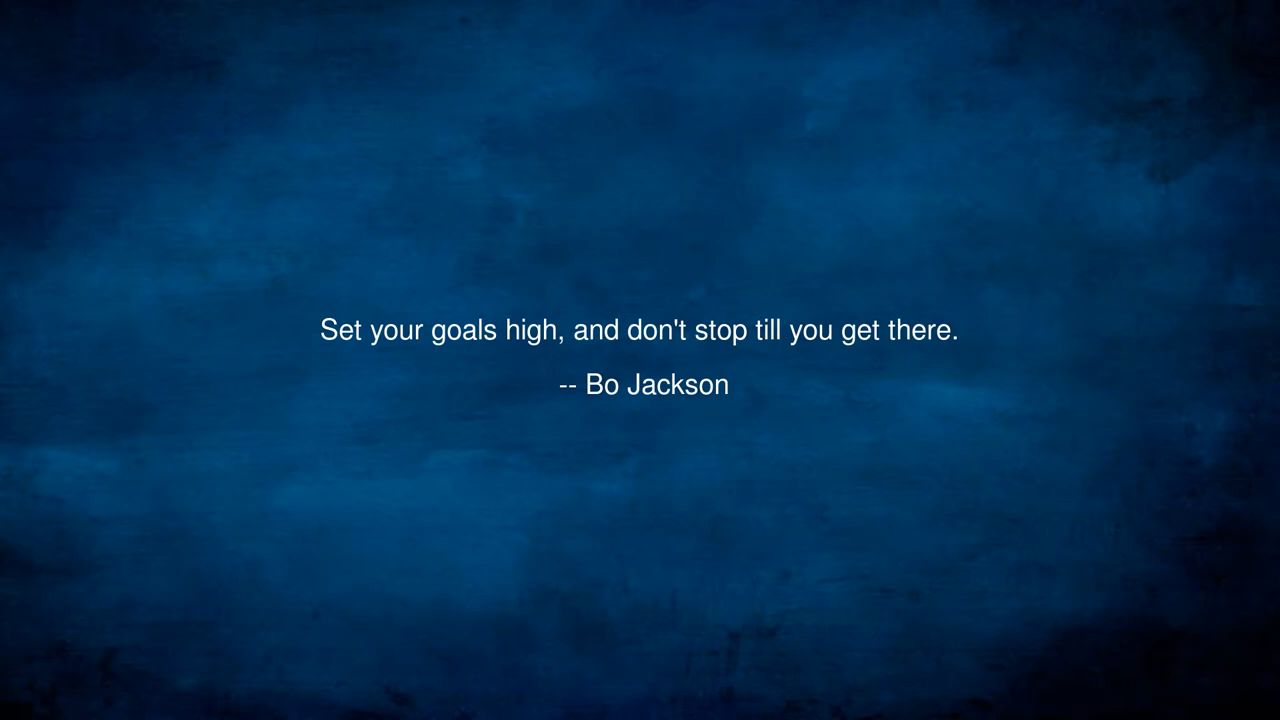 Set your goals high, and don't stop till you get there.
-- Bo Jackson